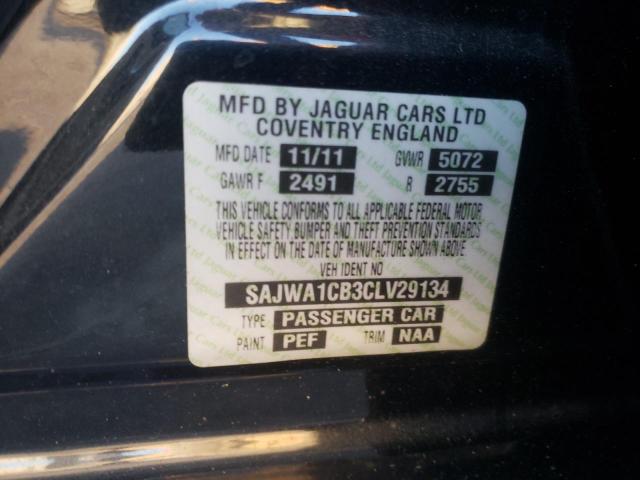 MFD BY JAGUAR CARS LTD
COVENTRY ENGLAND
MFD DATE 11/11 GVWR 5072
GAWR F 2491 R 2755
THIS VEHICLE CONFORMS TO ALL APPLICABLE FEDERAL MOTOR
VEHICLE SAFETY, BUMPER AND THEFT PREVENTION STANDARDS
IN EFFECT ON THE DATE OF MANUFACTURE SHOWN ABOVE.
VEH IDENT NO
SAJWA1CB3CLV29134
TYPE PASSENGER CAR
PAINT PEF TRIM NAA